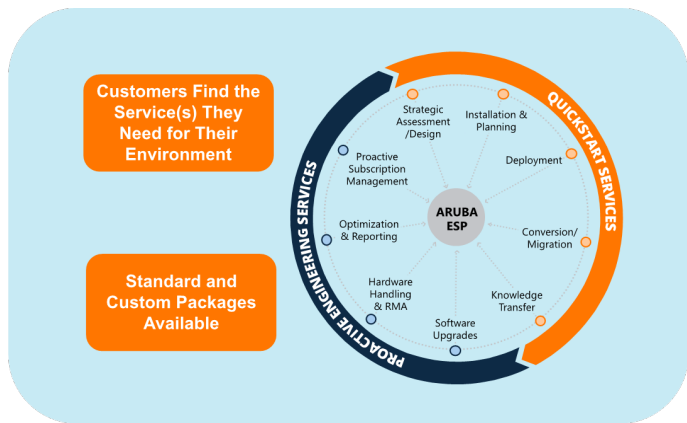 Customers Find the
Service(s) They
Need for Their
Environment
Standard and
Custom Packages
Available
QUICKSTART SERVICES
PROACTIVE ENGINEERING SERVICES
ARUBA
ESP
Strategic
Assessment
/Design
Installation &
Planning
Deployment
Conversion/
Migration
Knowledge
Transfer
Software
Upgrades
Hardware
Handling
& RMA
Optimization
& Reporting
Proactive
Subscription
Management